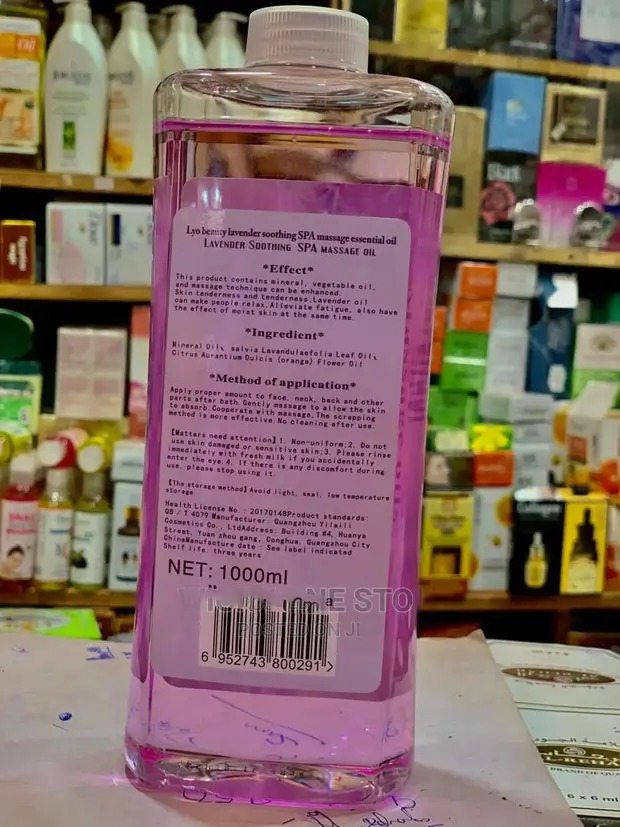 Lyo beauty lavender soothing SPA massage essential oil
LAVENDER SOOTHING SPA MASSAGE OIL
*Effect*
This product contains mineral, vegetable oil,
and massage technique can be enhanced.
Skin tenderness and tenderness.Lavender oil
can make people relax.Alleviate fatigue, also have
the effect of moist skin at the same time.
*Ingredient*
Mineral Oil、salvia Lavandulaefolia Leaf Oil、
Citrus Aurantium Dulcis (orange) Flower Oil
*Method of application*
Apply proper amount to face, neck, back and other
parts after bath. Gently massage to allow the skin
to absorb. Cooperate with massage, The scrapping
method is more effective. No cleaning after use.
【Matters need attention】1. Non-uniform;2. Do not
use skin damaged or sensitive skin;3. Please rinse
immediately with fresh milk if you accidentally
enter the eye.4. If there is any discomfort during
use, please stop using it.
【The storage method】Avoid light, seal, low temperature
storage
Health License No.: 20170148Product standards:
QB / T 4079 Manufacturer: Guangzhou Yilaili
Cosmetics Co., LtdAddress: Building #4, Huanya
Street, Yuan zhou gang, Conghua, Guangzhou City
ChinaManufacture date : See label indicated
Shelf life: three years
NET: 1000ml
6 952743 800291 >
POSTED ON JI
Collagen
6 x 6 ml